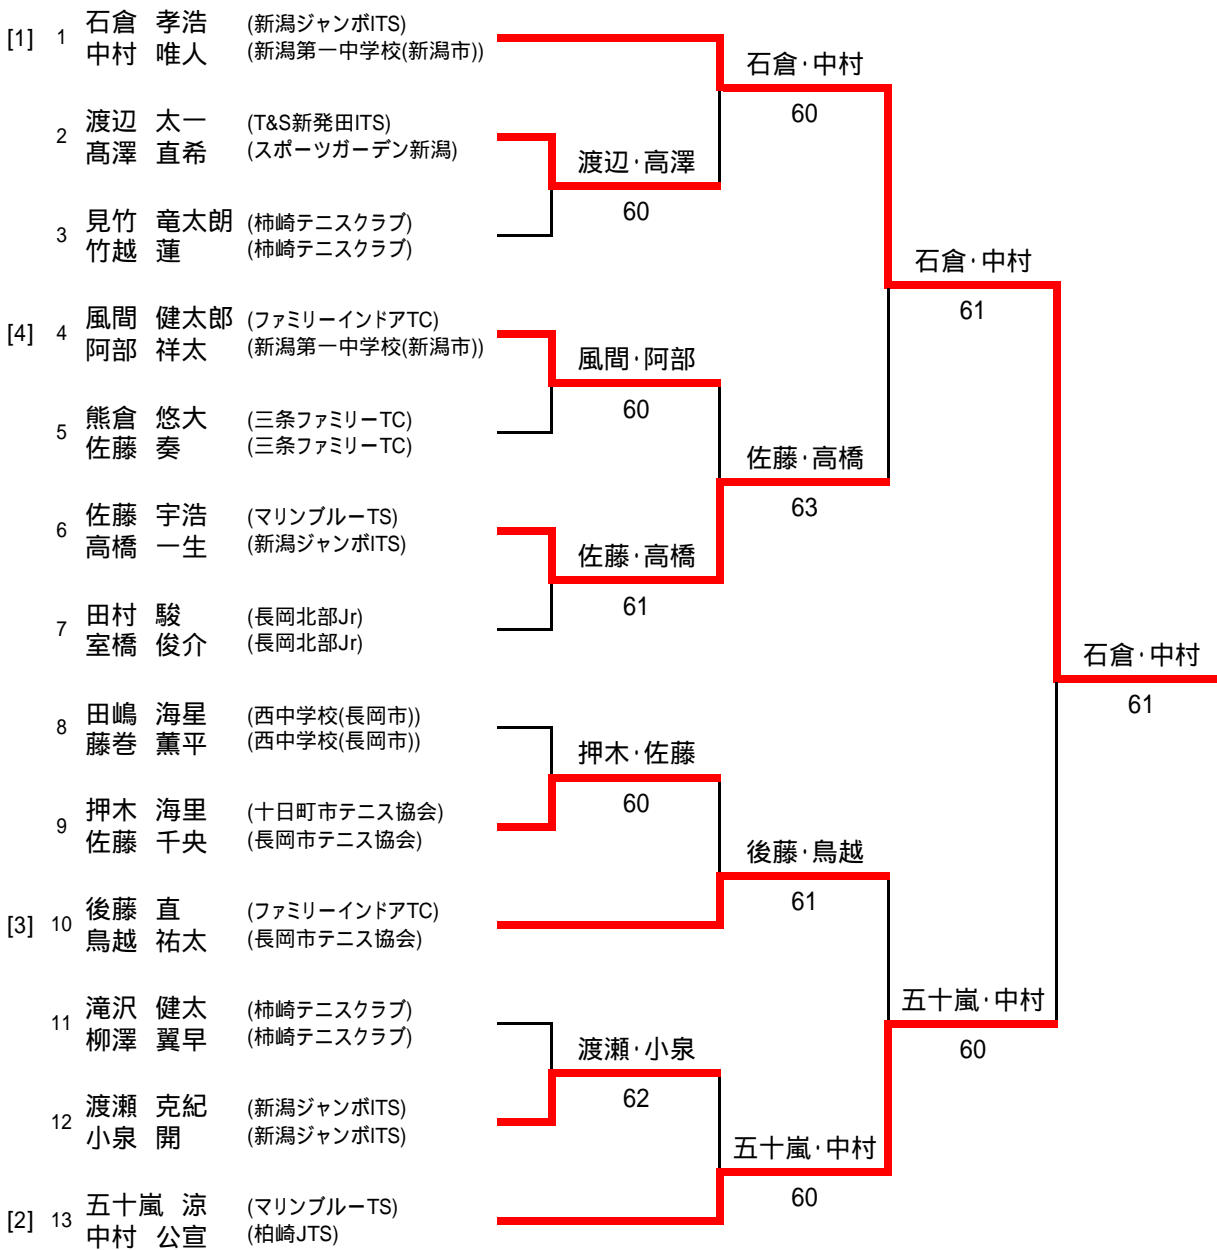 [1] 1 石倉 孝浩 (新潟ジャンボITS)
中村 唯人 (新潟第一中学校(新潟市))
石倉・中村
60
2 渡辺 太一 (T&S新発田ITS)
髙澤 直希 (スポーツガーデン新潟)
渡辺・高澤
60
3 見竹 竜太朗 (柿崎テニスクラブ)
竹越 蓮 (柿崎テニスクラブ)
石倉・中村
61
[4] 4 風間 健太郎 (ファミリーインドアTC)
阿部 祥太 (新潟第一中学校(新潟市))
風間・阿部
60
5 熊倉 悠大 (三条ファミリーTC)
佐藤 奏 (三条ファミリーTC)
佐藤・高橋
63
6 佐藤 宇浩 (マリンブルーTS)
高橋 一生 (新潟ジャンボITS)
佐藤・高橋
61
7 田村 駿 (長岡北部Jr)
室橋 俊介 (長岡北部Jr)
石倉・中村
61
8 田嶋 海星 (西中学校(長岡市))
藤巻 薫平 (西中学校(長岡市))
押木・佐藤
60
9 押木 海里 (十日町市テニス協会)
佐藤 千央 (長岡市テニス協会)
後藤・鳥越
61
[3] 10 後藤 直 (ファミリーインドアTC)
鳥越 祐太 (長岡市テニス協会)
五十嵐・中村
60
11 滝沢 健太 (柿崎テニスクラブ)
柳澤 翼早 (柿崎テニスクラブ)
渡瀬・小泉
62
12 渡瀬 克紀 (新潟ジャンボITS)
小泉 開 (新潟ジャンボITS)
五十嵐・中村
60
[2] 13 五十嵐 涼 (マリンブルーTS)
中村 公宣 (柏崎JTS)